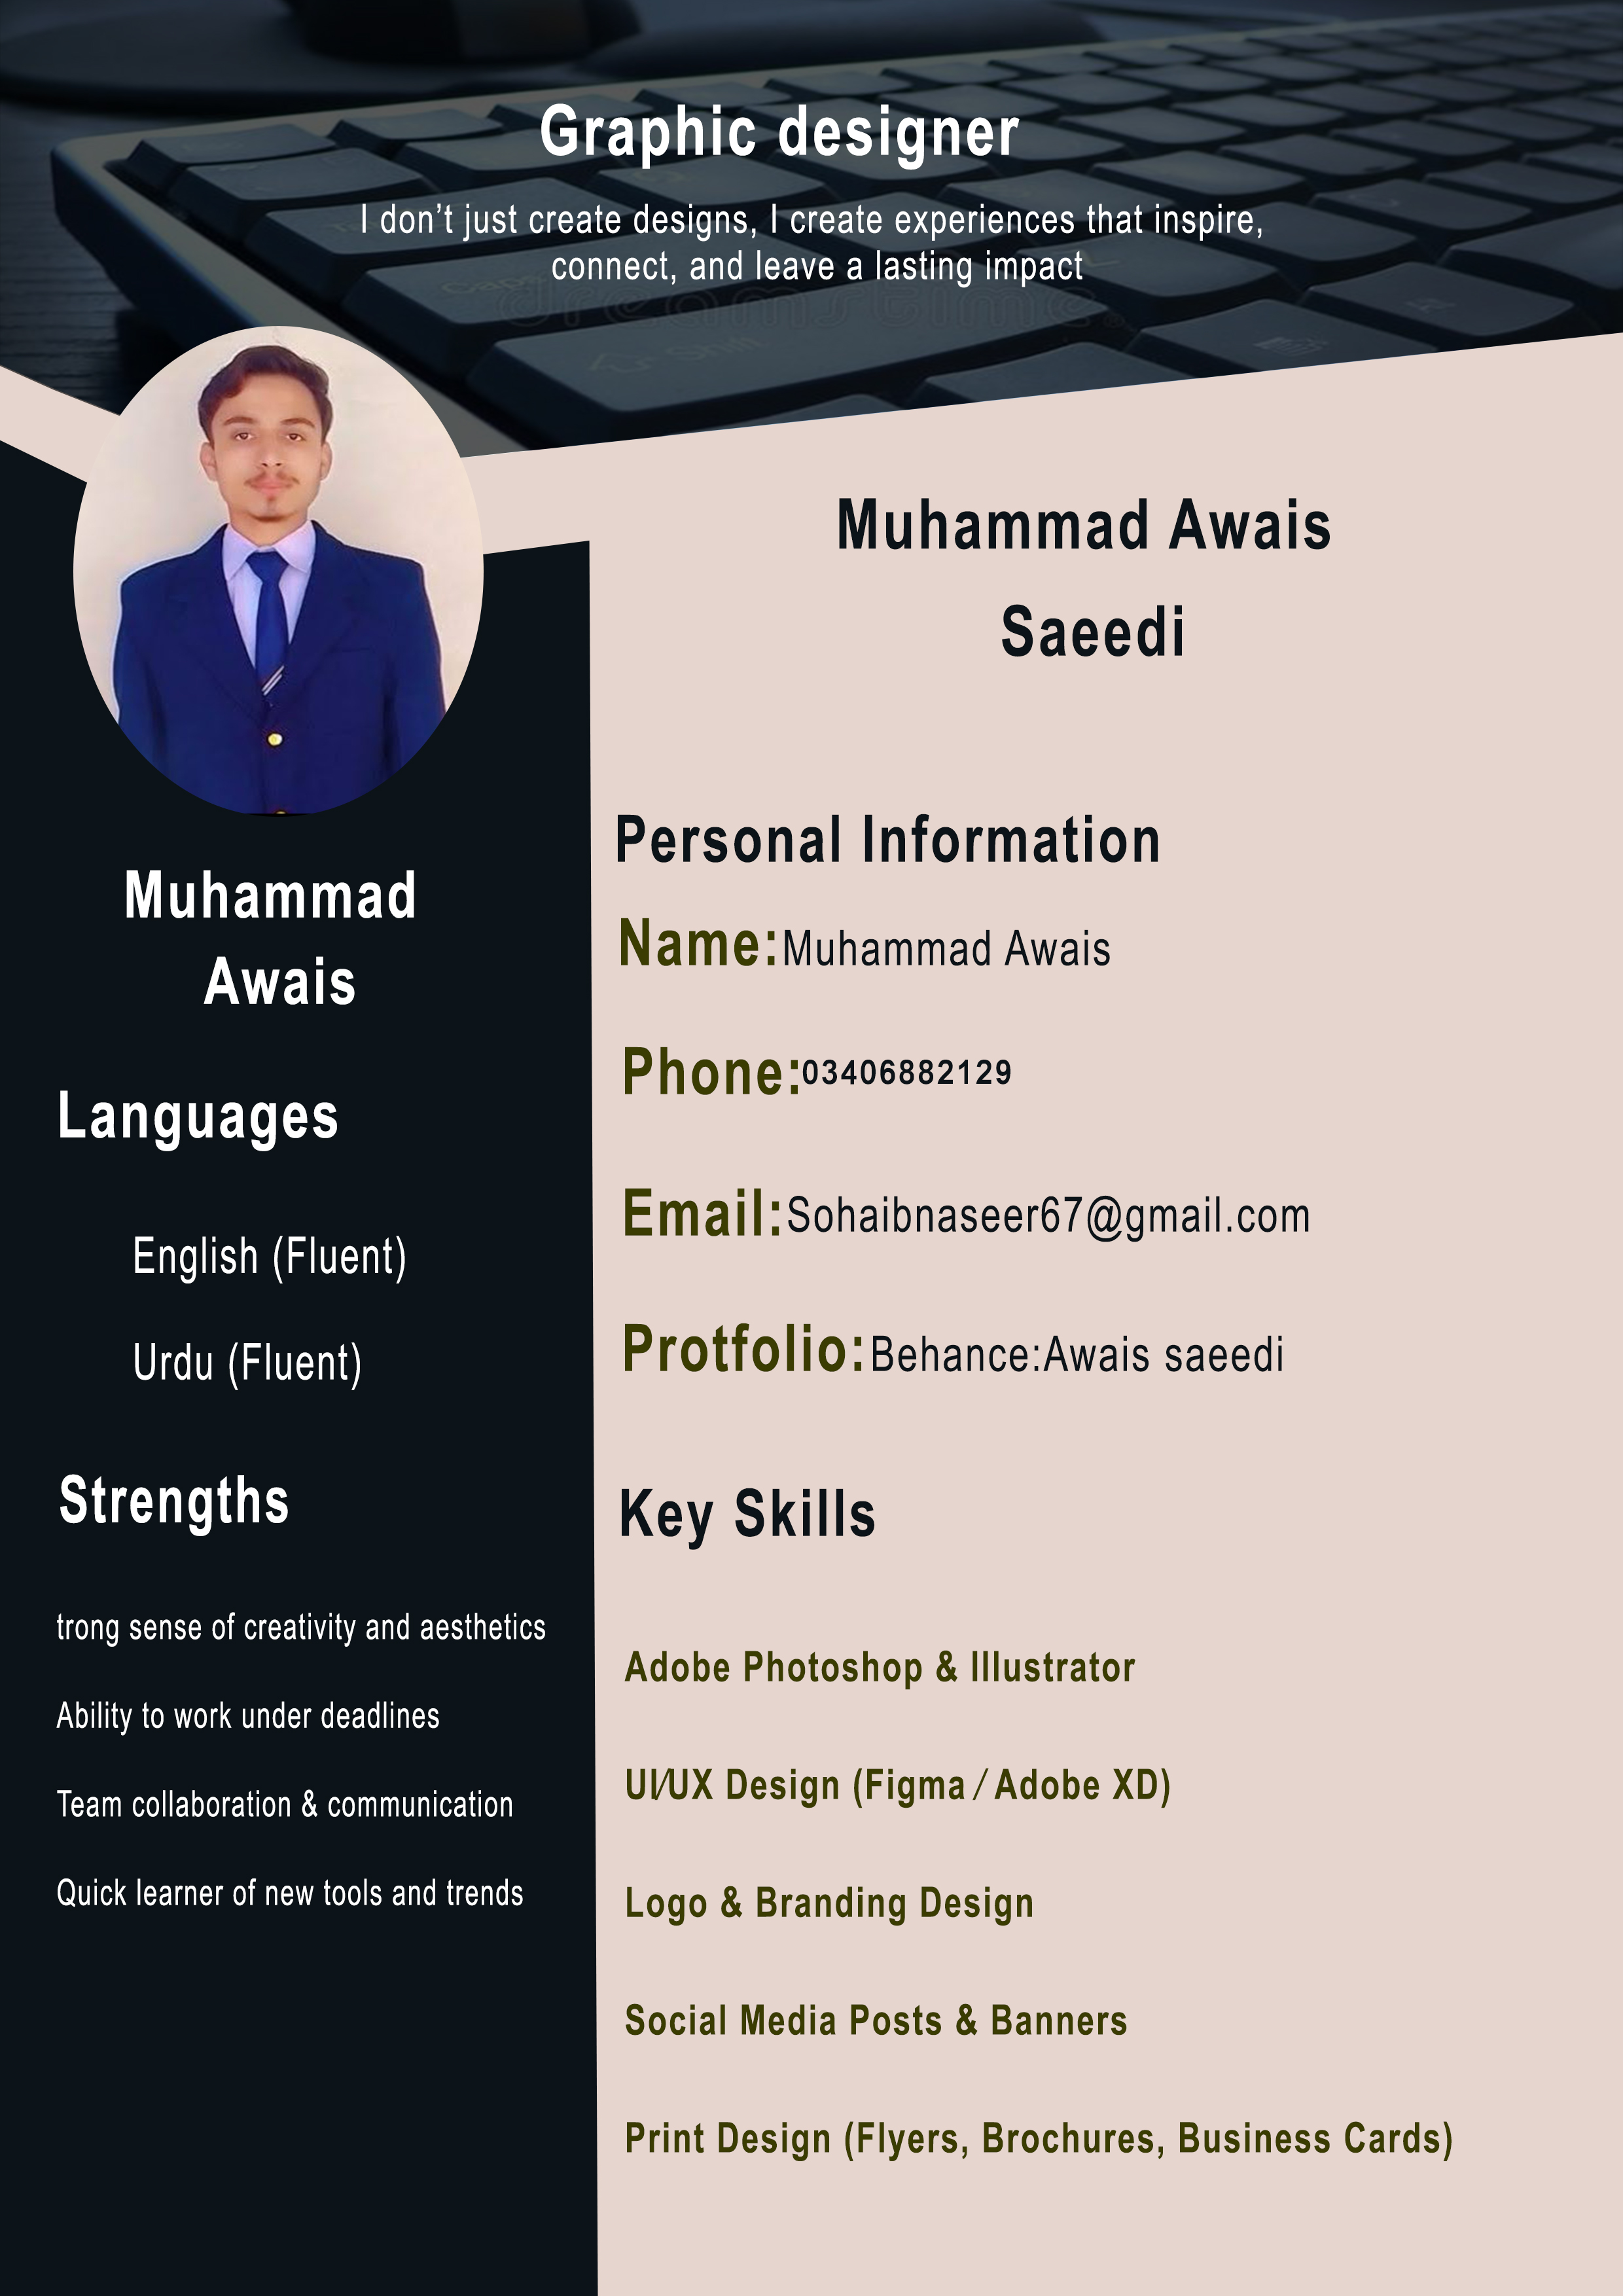 Graphic designer
I don’t just create designs, I create experiences that inspire,
connect, and leave a lasting impact
dreamstime
Muhammad Awais
Saeedi
Muhammad
Awais
Languages
English (Fluent)
Urdu (Fluent)
Strengths
trong sense of creativity and aesthetics
Ability to work under deadlines
Team collaboration & communication
Quick learner of new tools and trends
Personal Information
Name:Muhammad Awais
Phone:03406882129
Email:Sohaibnaseer67@gmail.com
Protfolio:Behance:Awais saeedi
Key Skills
Adobe Photoshop & Illustrator
UI/UX Design (Figma / Adobe XD)
Logo & Branding Design
Social Media Posts & Banners
Print Design (Flyers, Brochures, Business Cards)